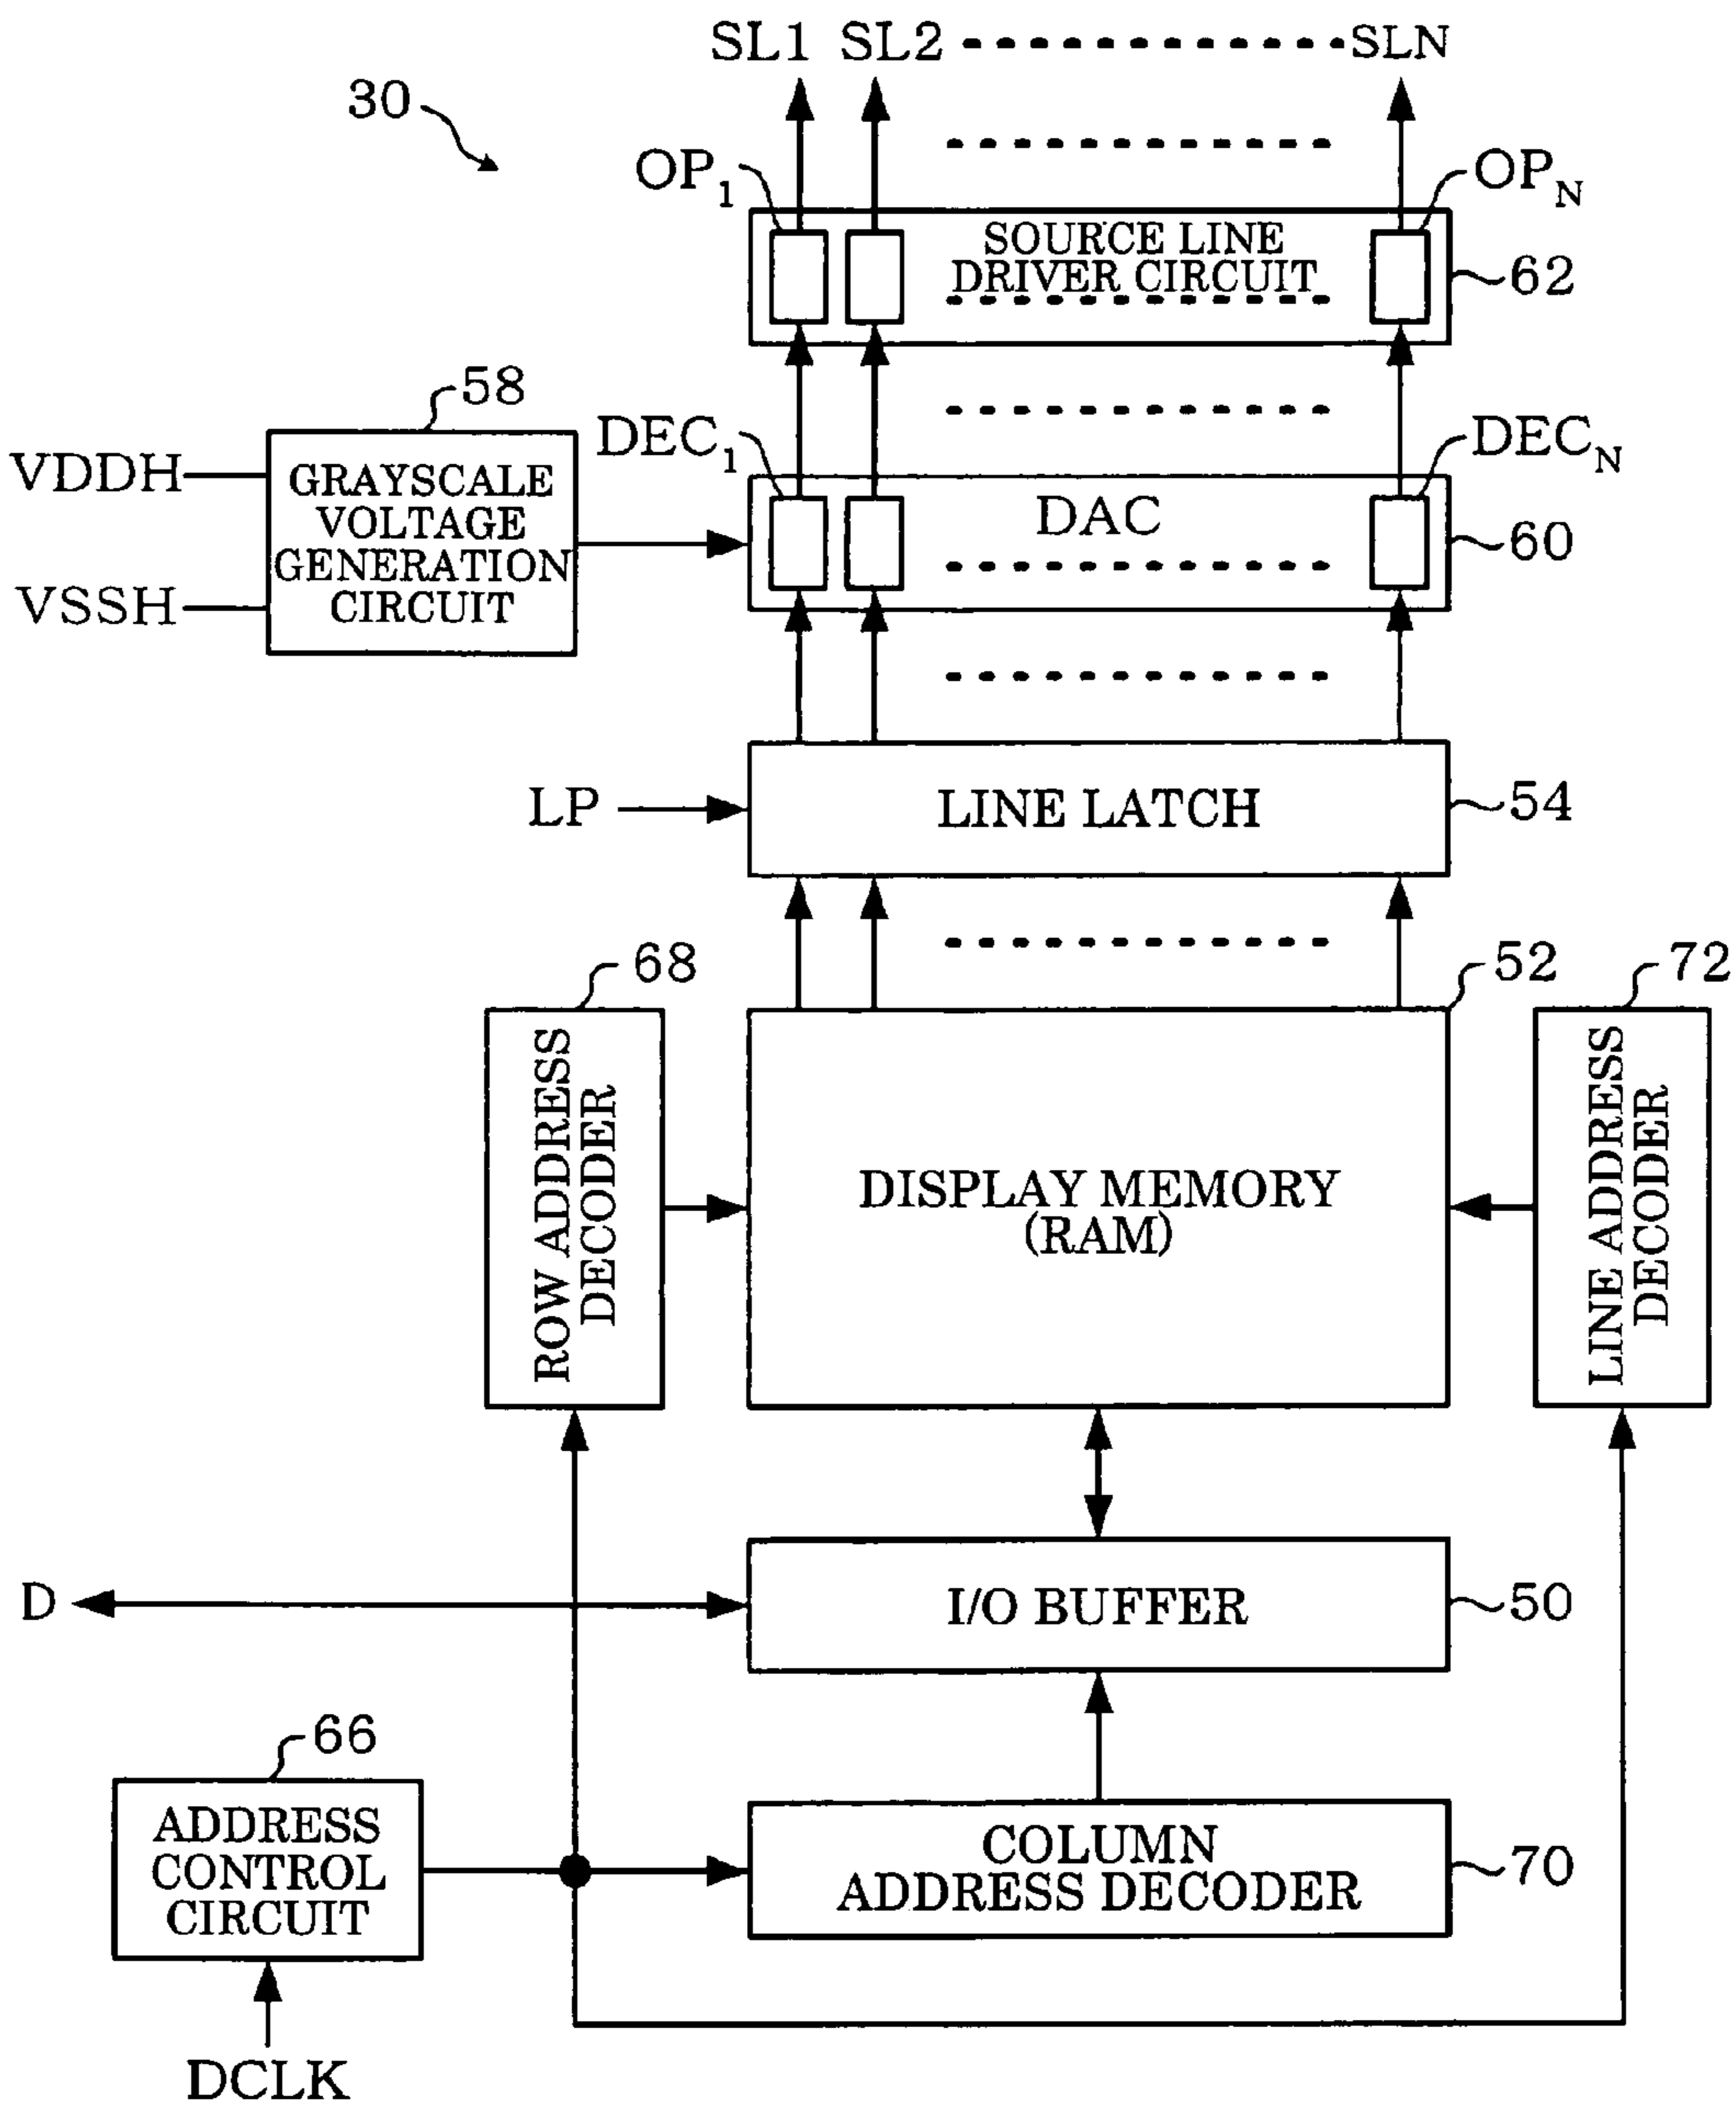 SL1 SL2 SLN
30
OP1 OPN
SOURCE LINE
DRIVER CIRCUIT
62
58
DEC1 DECN
VDDH
GRAYSCALE
VOLTAGE
GENERATION
CIRCUIT
VSSH
DAC
60
LP
LINE LATCH
54
68
52
72
ROW ADDRESS
DECODER
DISPLAY MEMORY
(RAM)
LINE ADDRESS
DECODER
D
I/O BUFFER
50
66
ADDRESS
CONTROL
CIRCUIT
COLUMN
ADDRESS DECODER
70
DCLK